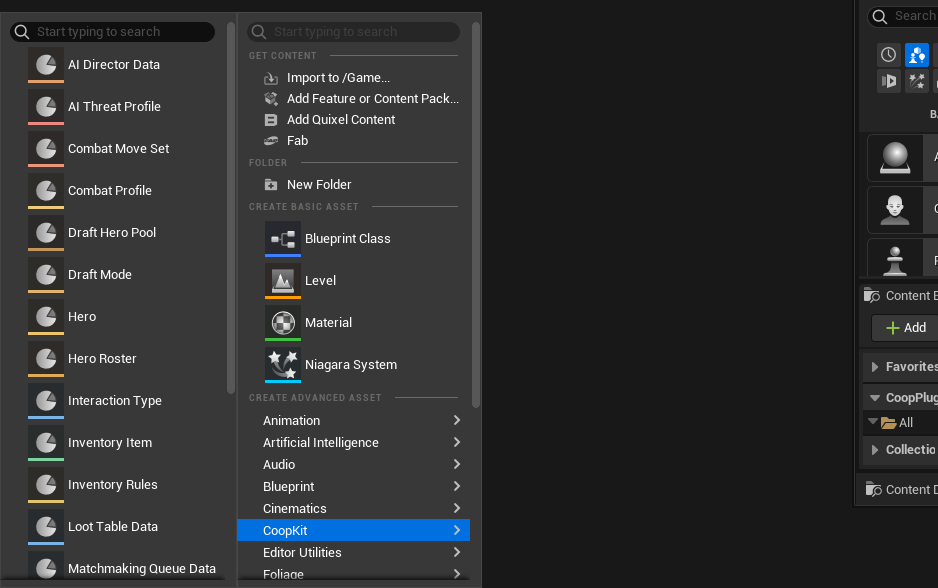 Start typing to search
AI Director Data
AI Threat Profile
Combat Move Set
Combat Profile
Draft Hero Pool
Draft Mode
Hero
Hero Roster
Interaction Type
Inventory Item
Inventory Rules
Loot Table Data
Matchmaking Queue Data
Start typing to search
GET CONTENT
Import to /Game...
Add Feature or Content Pack...
Add Quixel Content
Fab
FOLDER
New Folder
CREATE BASIC ASSET
Blueprint Class
Level
Material
Niagara System
CREATE ADVANCED ASSET
Animation
Artificial Intelligence
Audio
Blueprint
Cinematics
CoopKit
Editor Utilities
Foliage
Search
Content
Add
Favorites
CoopPlug
All
Collectio
Content